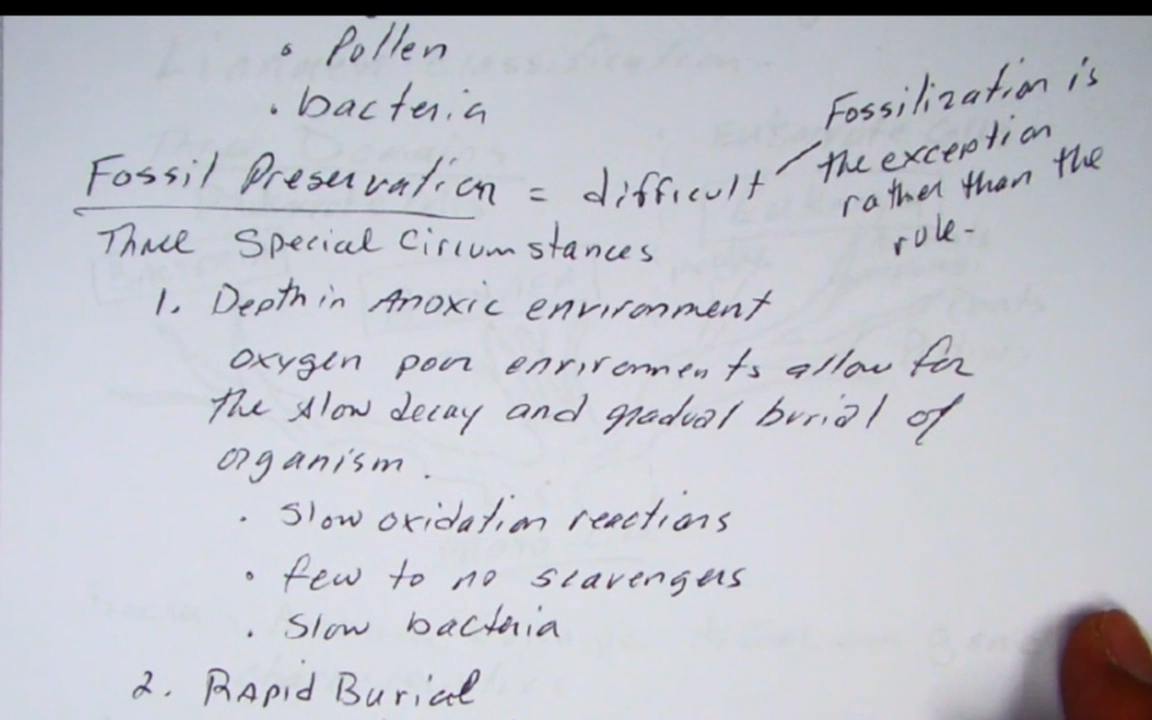 • Pollen
• bacteria
Fossil Preservation = difficult
Fossilization is
the exception
rather than the
rule.
Three Special Circumstances
1. Depth in Anoxic environment
oxygen poor environments allow for
the slow decay and gradual burial of
organism.
• Slow oxidation reactions
• few to no scavengers
• Slow bacteria
2. Rapid Burial